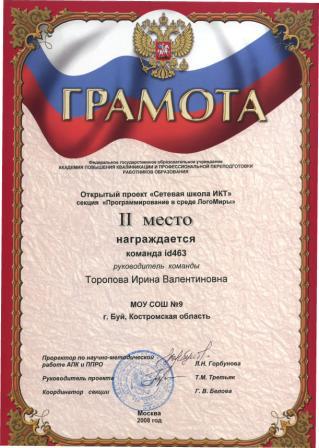 ГРАМОТА
Федеральное государственное образовательное учреждение
АКАДЕМИЯ ПОВЫШЕНИЯ КВАЛИФИКАЦИИ И ПРОФЕССИОНАЛЬНОЙ ПЕРЕПОДГОТОВКИ
РАБОТНИКОВ ОБРАЗОВАНИЯ
Открытый проект «Сетевая школа ИКТ»
секция «Программирование в среде ЛогоМиры»
II место
награждается
команда id463
руководитель команды
Торопова Ирина Валентиновна
МОУ СОШ №9
г. Буй, Костромская область
Проректор по научно-методической
работе АПК и ППРО Л.Н. Горбунова
Руководитель проекта Т.М. Третьяк
Координатор секции Г. В. Белова
Москва
2008 год